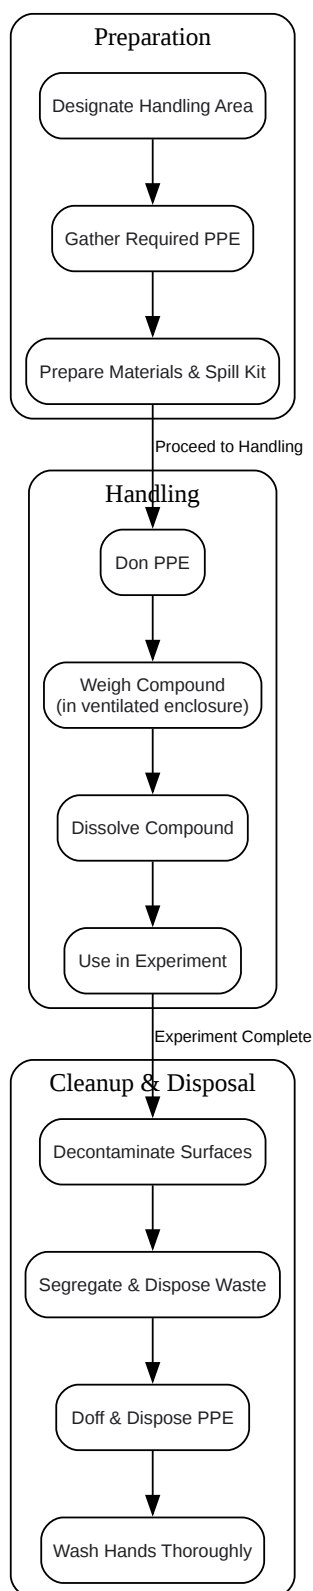 Preparation
Designate Handling Area
Gather Required PPE
Prepare Materials & Spill Kit
Proceed to Handling
Handling
Don PPE
Weigh Compound
(in ventilated enclosure)
Dissolve Compound
Use in Experiment
Experiment Complete
Cleanup & Disposal
Decontaminate Surfaces
Segregate & Dispose Waste
Doff & Dispose PPE
Wash Hands Thoroughly